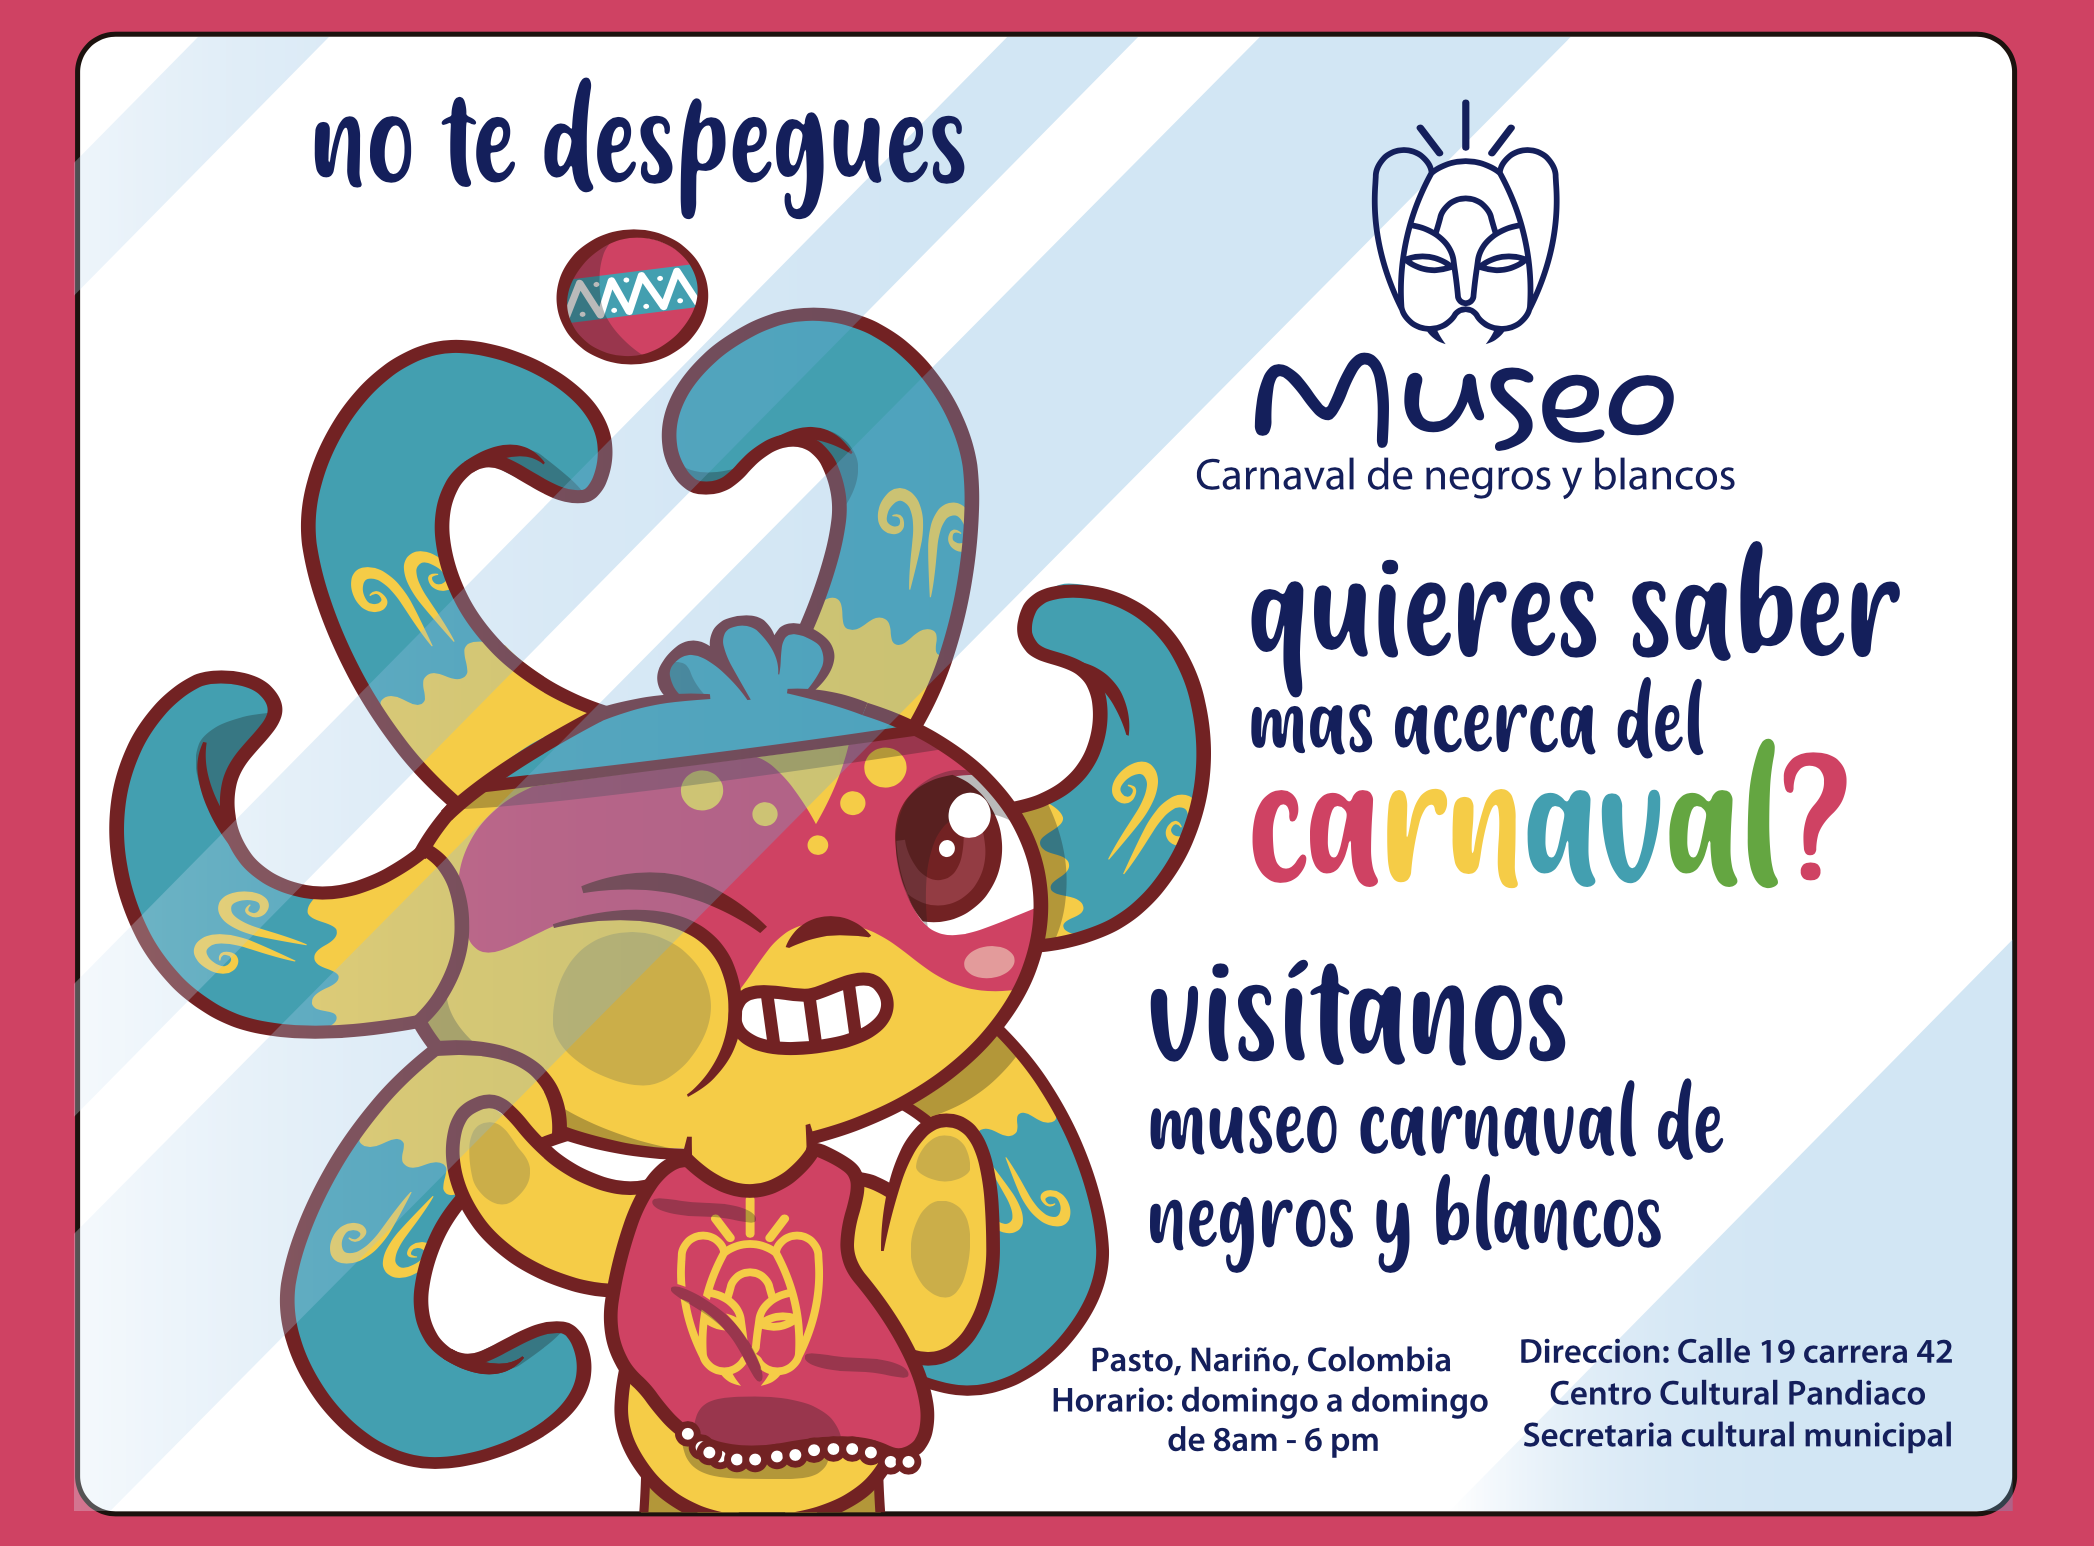 no te despegues
Museo
Carnaval de negros y blancos
quieres saber
mas acerca del
carnaval?
visítanos
museo carnaval de
negros y blancos
Pasto, Nariño, Colombia
Horario: domingo a domingo
de 8am - 6 pm
Direccion: Calle 19 carrera 42
Centro Cultural Pandiaco
Secretaria cultural municipal